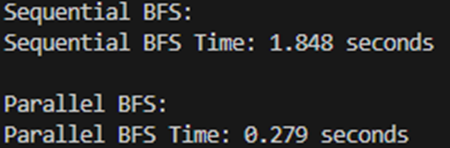 Sequential BFS:
Sequential BFS Time: 1.848 seconds
Parallel BFS:
Parallel BFS Time: 0.279 seconds